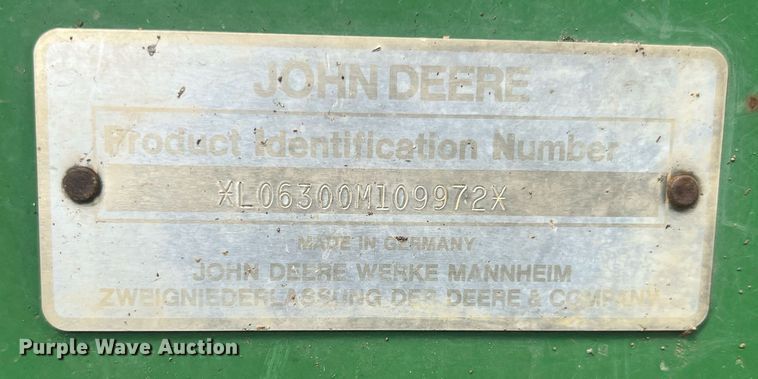 JOHN DEERE
Product Identification Number
*L06300M109972*
MADE IN GERMANY
JOHN DEERE WERKE MANNHEIM
ZWEIGNIEDERLASSUNG DER DEERE & COMPANY
Purple Wave Auction